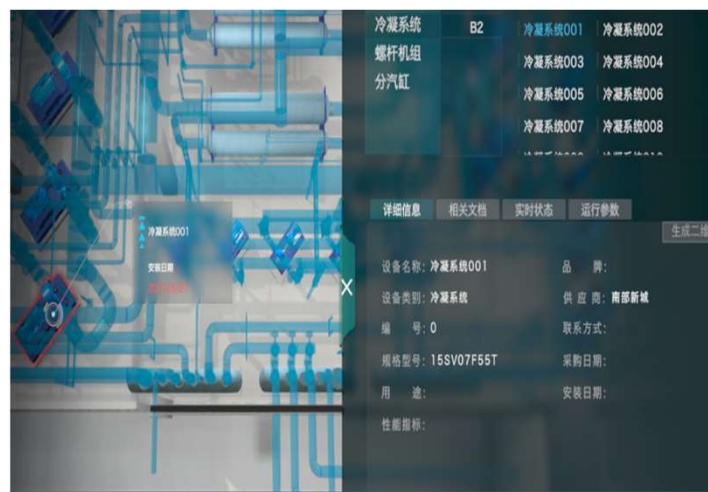 冷凝系统
螺杆机组
分汽缸
B2
冷凝系统001 冷凝系统002
冷凝系统003 冷凝系统004
冷凝系统005 冷凝系统006
冷凝系统007 冷凝系统008
详细信息 相关文档 实时状态 运行参数
生成二维
冷凝系统001
安装日期
X
设备名称: 冷凝系统001 品 牌:
设备类别: 冷凝系统 供 应 商: 南部新城
编 号: 0 联系方式:
规格型号: 15SV07F55T 采购日期:
用 途: 安装日期:
性能指标: